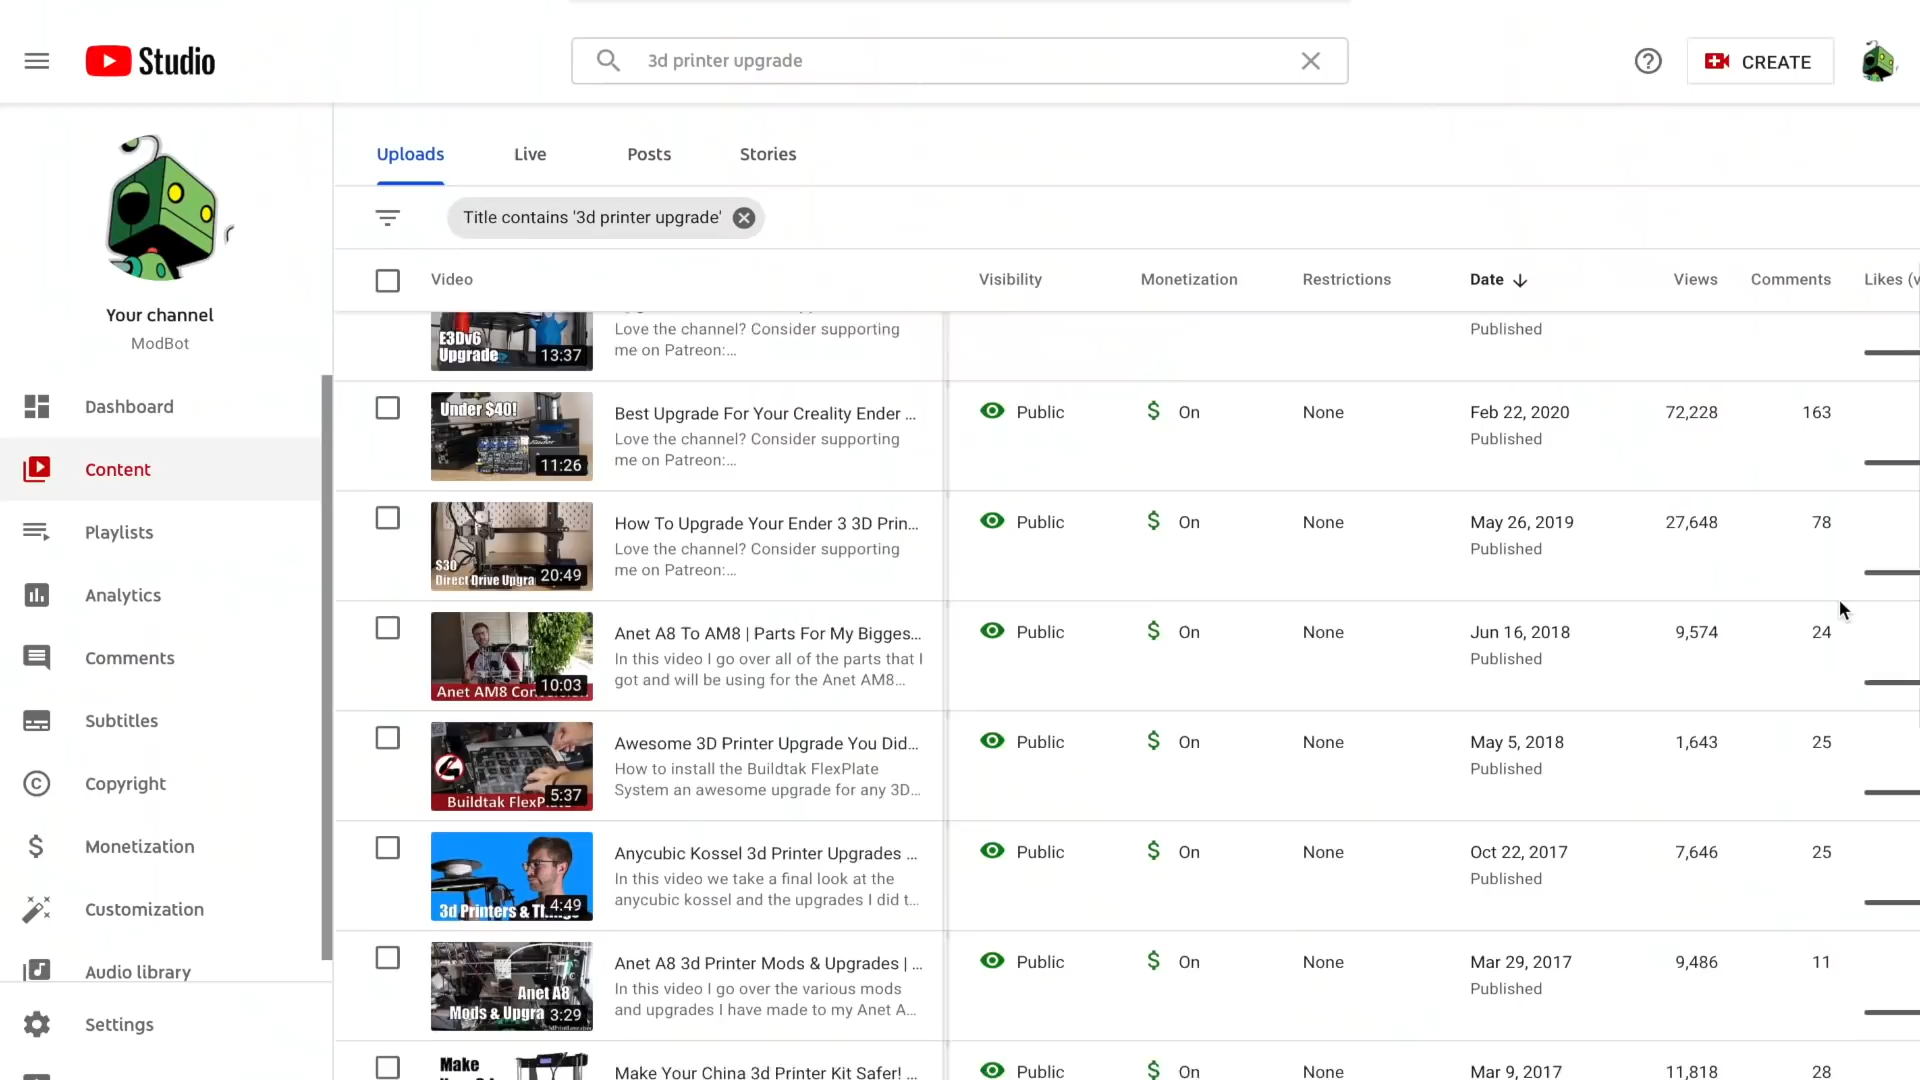 Studio
3d printer upgrade
CREATE
Your channel
ModBot
Dashboard
Content
Playlists
Analytics
Comments
Subtitles
Copyright
Monetization
Customization
Audio library
Settings
Uploads Live Posts Stories
Title contains '3d printer upgrade'
Video Visibility Monetization Restrictions Date Views Comments Likes (v
E3Dv6
Upgrade 13:37
Love the channel? Consider supporting
me on Patreon:...
Published
Under $40!
11:26
Best Upgrade For Your Creality Ender ...
Love the channel? Consider supporting
me on Patreon:...
Public On None Feb 22, 2020 72,228 163
Published
$30
Direct Drive Upgra 20:49
How To Upgrade Your Ender 3 3D Prin...
Love the channel? Consider supporting
me on Patreon:...
Public On None May 26, 2019 27,648 78
Published
Anet AM8 10:03
Anet A8 To AM8 | Parts For My Bigges...
In this video I go over all of the parts that I
got and will be using for the Anet AM8...
Public On None Jun 16, 2018 9,574 24
Published
Buildtak 5:37
Awesome 3D Printer Upgrade You Did...
How to install the Buildtak FlexPlate
System an awesome upgrade for any 3D...
Public On None May 5, 2018 1,643 25
Published
3d Printers & 4:49
Anycubic Kossel 3d Printer Upgrades ...
In this video we take a final look at the
anycubic kossel and the upgrades I did t...
Public On None Oct 22, 2017 7,646 25
Published
Anet A8
Mods & Upgra 3:29
Anet A8 3d Printer Mods & Upgrades | ...
In this video I go over the various mods
and upgrades I have made to my Anet A...
Public On None Mar 29, 2017 9,486 11
Published
Make
Make Your China 3d Printer Kit Safer! ...
Public On None Mar 9, 2017 11,818 28